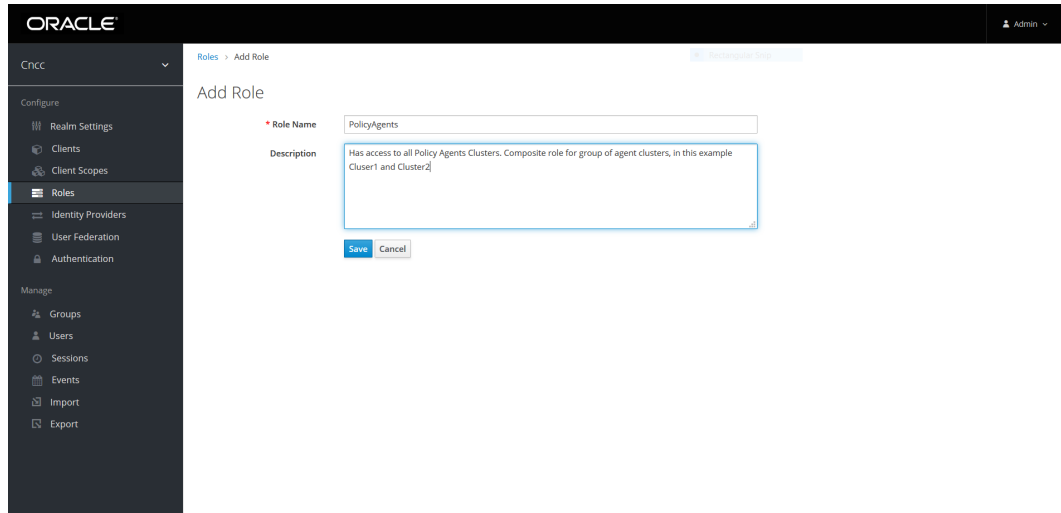 ORACLE
Admin
Cncc
Roles > Add Role
Add Role
Configure
Realm Settings
Clients
Client Scopes
Roles
Identity Providers
User Federation
Authentication
Manage
Groups
Users
Sessions
Events
Import
Export
* Role Name
PolicyAgents
Description
Has access to all Policy Agents Clusters. Composite role for group of agent clusters, in this example
Cluser1 and Cluster2
Save Cancel